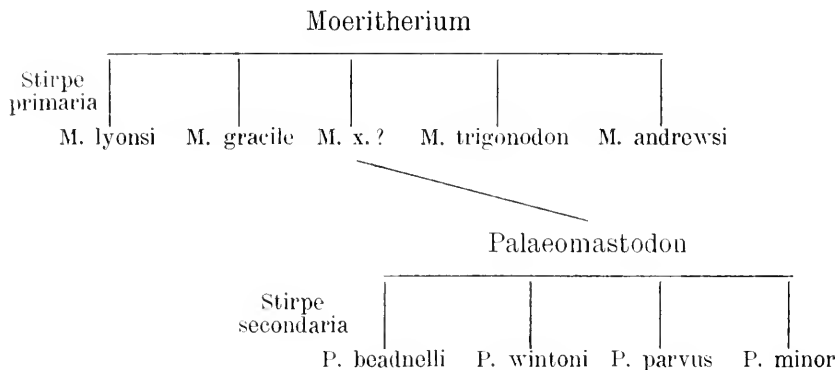 Moeritherium
Stirpe
primaria
M. lyonsi M. gracile M. x. ? M. trigonodon M. andrewsi
Palaeomastodon
Stirpe
secondaria
P. beadnelli P. wintoni P. parvus P. minor